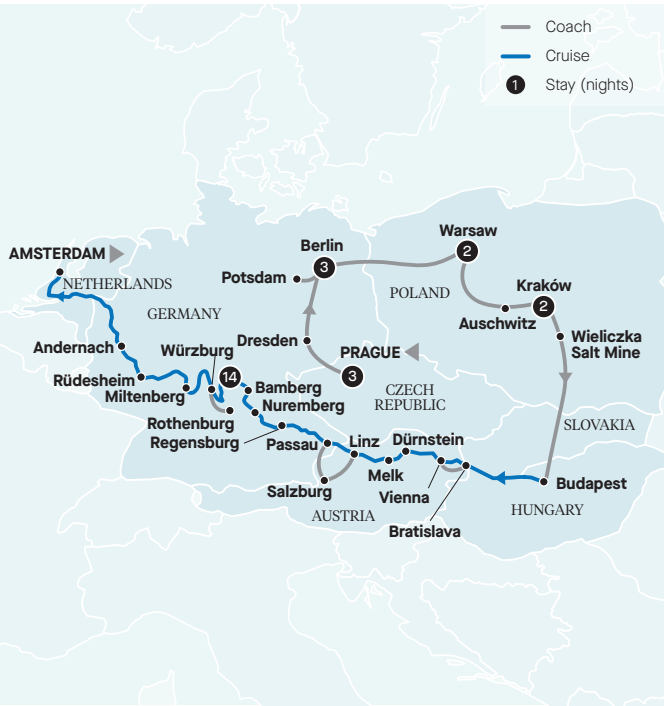 Coach
Cruise
1 Stay (nights)
Warsaw
2
Berlin
3
AMSTERDAM
NETHERLANDS
Potsdam
POLAND
Kraków
2
GERMANY
Auschwitz
Wieliczka
Salt Mine
Andernach
Würzburg
Dresden
PRAGUE
3
Rüdesheim
Miltenberg
14
Bamberg
Nuremberg
CZECH
REPUBLIC
Rothenburg
Regensburg
SLOVAKIA
Passau
Linz
Dürnstein
Melk
Salzburg
Vienna
Budapest
AUSTRIA
HUNGARY
Bratislava